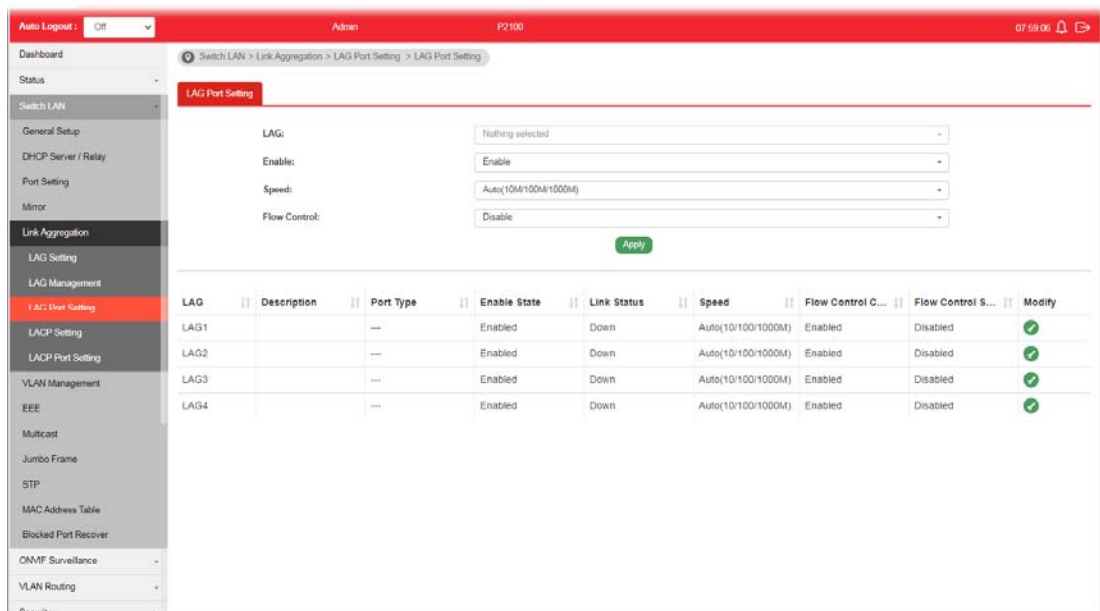 Auto Logout : Off Admin P2100 07:59:06
Dashboard
Switch LAN > Link Aggregation > LAG Port Setting > LAG Port Setting
Status
LAG Port Setting
Switch LAN
General Setup
DHCP Server / Relay
Port Setting
Mirror
Link Aggregation
LAG Setting
LAG Management
LAG Port Setting
LACP Setting
LACP Port Setting
VLAN Management
EEE
Multicast
Jumbo Frame
STP
MAC Address Table
Blocked Port Recover
ONVIF Surveillance
VLAN Routing
LAG: Nothing selected
Enable: Enable
Speed: Auto(10M/100M/1000M)
Flow Control: Disable
Apply
LAG Description Port Type Enable State Link Status Speed Flow Control C... Flow Control S... Modify
LAG1 --- Enabled Down Auto(10/100/1000M) Enabled Disabled
LAG2 --- Enabled Down Auto(10/100/1000M) Enabled Disabled
LAG3 --- Enabled Down Auto(10/100/1000M) Enabled Disabled
LAG4 --- Enabled Down Auto(10/100/1000M) Enabled Disabled